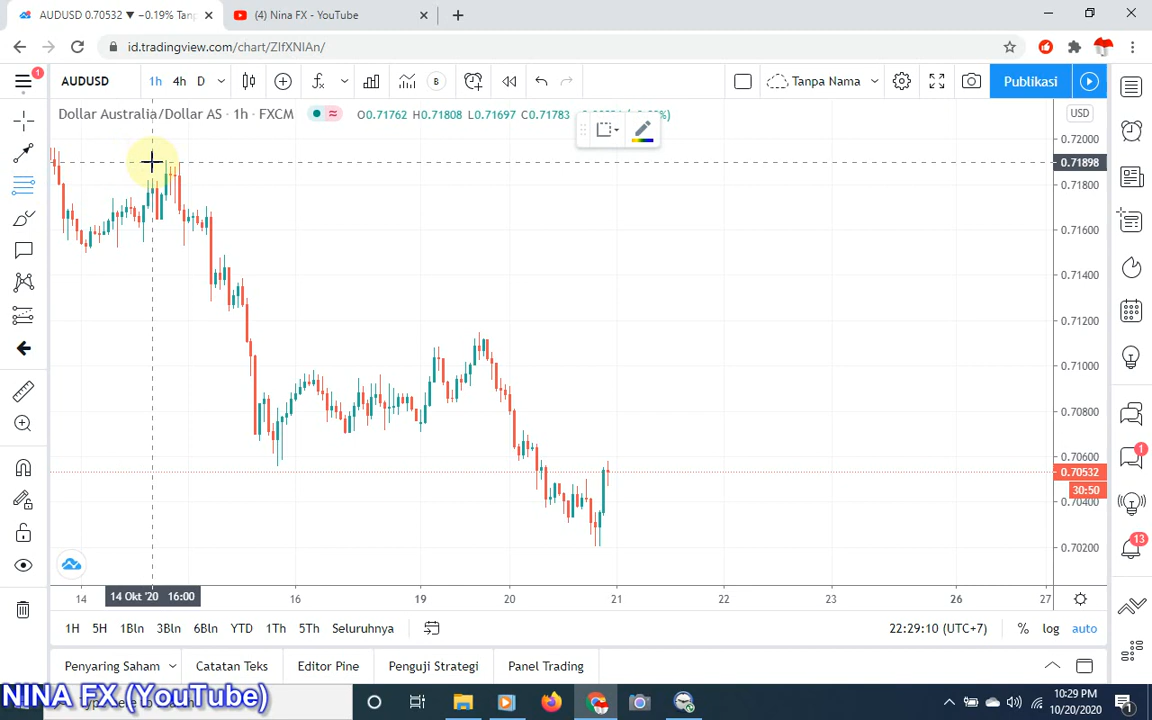 AUDUSD 0.70532 ▼ −0.19% Tanp
(4) Nina FX - YouTube
id.tradingview.com/chart/ZIfXNIAn/
1
AUDUSD
1h
4h
D
B
Tanpa Nama
Publikasi
Dollar Australia/Dollar AS · 1h · FXCM
O0.71762 H0.71808 L0.71697 C0.71783
USD
0.72000
0.71898
0.71800
0.71600
0.71400
0.71200
0.71000
0.70800
0.70600
0.70532
30:50
0.70400
0.70200
1
13
14
14 Okt '20 16:00
16
19
20
21
22
23
26
27
1H 5H 1Bln 3Bln 6Bln YTD 1Th 5Th Seluruhnya
22:29:10 (UTC+7)
% log auto
Penyaring Saham
Catatan Teks
Editor Pine
Penguji Strategi
Panel Trading
NINA FX (YouTube)
10:29 PM
10/20/2020
1